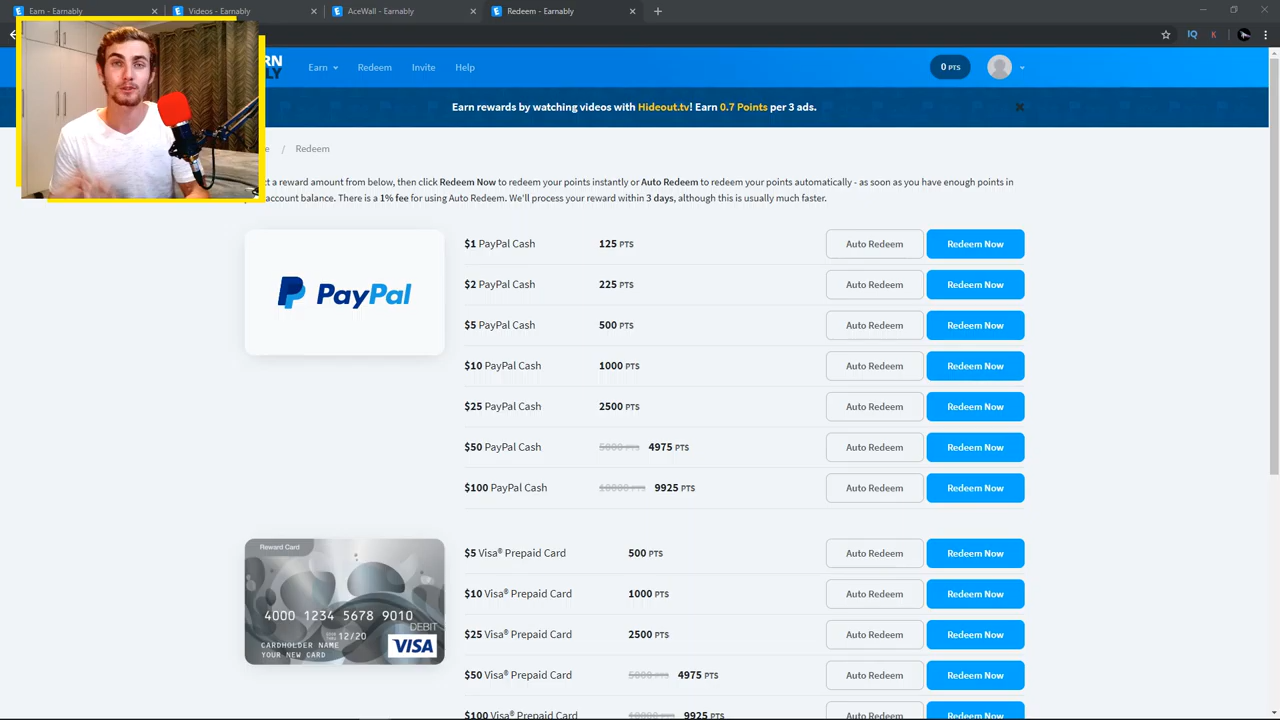 Earn - Earnably
Videos - Earnably
AceWall - Earnably
Redeem - Earnably
Earn
Redeem
Invite
Help
0 PTS
Earn rewards by watching videos with Hideout.tv! Earn 0.7 Points per 3 ads.
/ Redeem
a reward amount from below, then click Redeem Now to redeem your points instantly or Auto Redeem to redeem your points automatically - as soon as you have enough points in
account balance. There is a 1% fee for using Auto Redeem. We'll process your reward within 3 days, although this is usually much faster.
PayPal
$1 PayPal Cash 125 PTS Auto Redeem Redeem Now
$2 PayPal Cash 225 PTS Auto Redeem Redeem Now
$5 PayPal Cash 500 PTS Auto Redeem Redeem Now
$10 PayPal Cash 1000 PTS Auto Redeem Redeem Now
$25 PayPal Cash 2500 PTS Auto Redeem Redeem Now
$50 PayPal Cash 5000 PTS 4975 PTS Auto Redeem Redeem Now
$100 PayPal Cash 10000 PTS 9925 PTS Auto Redeem Redeem Now
Reward Card
4000 1234 5678 9010
DEBIT
12/20
CARDHOLDER NAME
YOUR NEW CARD
VISA
$5 Visa® Prepaid Card 500 PTS Auto Redeem Redeem Now
$10 Visa® Prepaid Card 1000 PTS Auto Redeem Redeem Now
$25 Visa® Prepaid Card 2500 PTS Auto Redeem Redeem Now
$50 Visa® Prepaid Card 5000 PTS 4975 PTS Auto Redeem Redeem Now
$100 Visa® Prepaid Card 10000 PTS 9925 PTS Auto Redeem Redeem Now